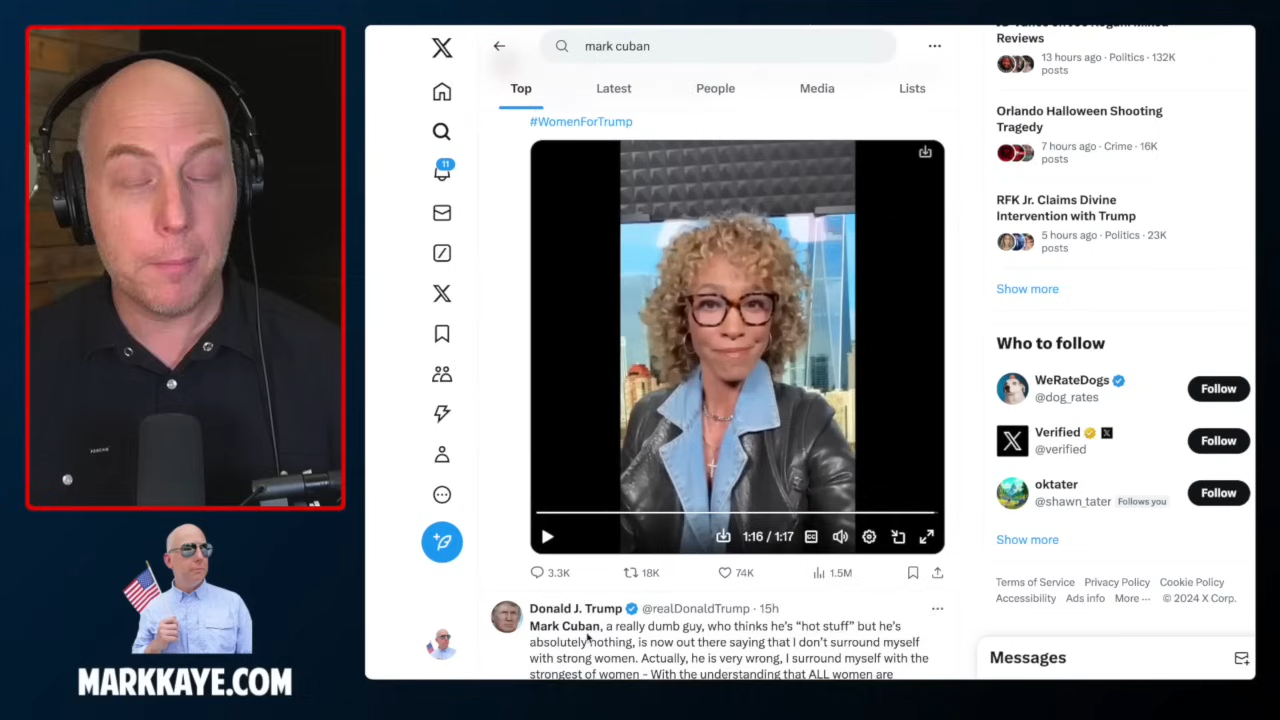 mark cuban
Top
Latest
People
Media
Lists
#WomenForTrump
11
1:16 / 1:17
CC
3.3K
18K
74K
1.5M
Donald J. Trump @realDonaldTrump · 15h
Mark Cuban, a really dumb guy, who thinks he's "hot stuff" but he's
absolutely nothing, is now out there saying that I don't surround myself
with strong women. Actually, he is very wrong, I surround myself with the
strongest of women - With the understanding that ALL women are
Reviews
13 hours ago · Politics · 132K
posts
Orlando Halloween Shooting
Tragedy
7 hours ago · Crime · 16K
posts
RFK Jr. Claims Divine
Intervention with Trump
5 hours ago · Politics · 23K
posts
Show more
Who to follow
WeRateDogs
@dog_rates
Follow
Verified
@verified
Follow
oktater
@shawn_tater Follows you
Follow
Show more
Terms of Service Privacy Policy Cookie Policy
Accessibility Ads info More ··· © 2024 X Corp.
Messages
MARKKAYE.COM